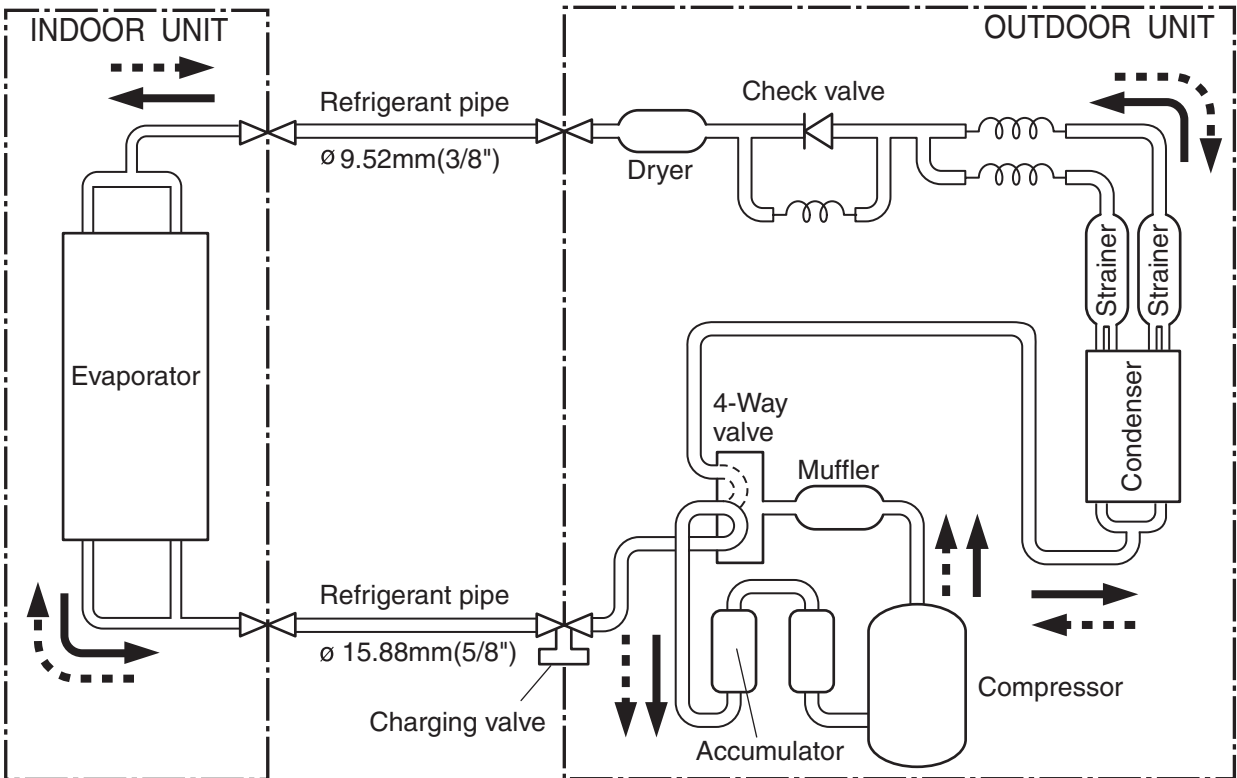 INDOOR UNIT
OUTDOOR UNIT
Refrigerant pipe
ø 9.52mm(3/8")
Check valve
Dryer
Strainer
Strainer
Evaporator
4-Way
valve
Muffler
Condenser
Refrigerant pipe
ø 15.88mm(5/8")
Charging valve
Accumulator
Compressor